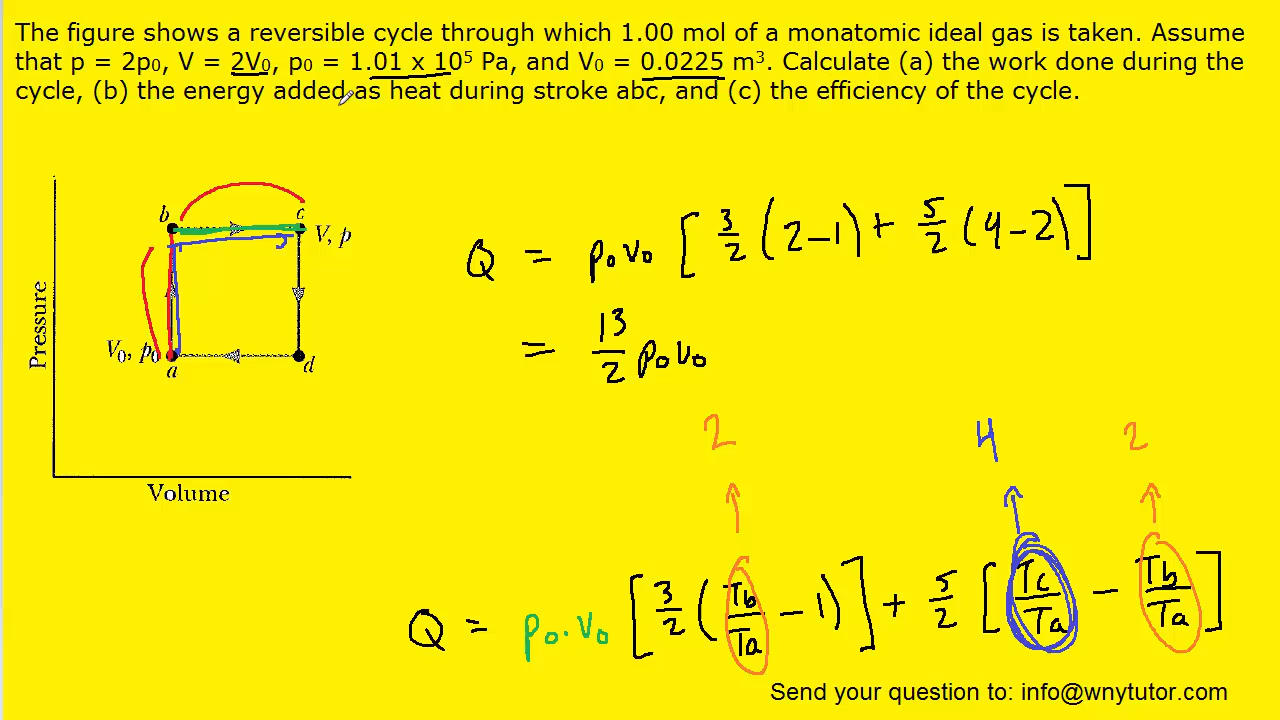 The figure shows a reversible cycle through which 1.00 mol of a monatomic ideal gas is taken. Assume
that p = 2p₀, V = 2V₀, p₀ = 1.01 x 10⁵ Pa, and V₀ = 0.0225 m³. Calculate (a) the work done during the
cycle, (b) the energy added as heat during stroke abc, and (c) the efficiency of the cycle.
b c
V, p
V₀, p₀
a d
Pressure
Volume
Q = p₀v₀ [3/2 (2-1) + 5/2 (4-2)]
= 13/2 p₀v₀
2 4 2
Q = p₀·v₀ [3/2 (Tb/Ta - 1)] + 5/2 [Tc/Ta - Tb/Ta]
Send your question to: info@wnytutor.com